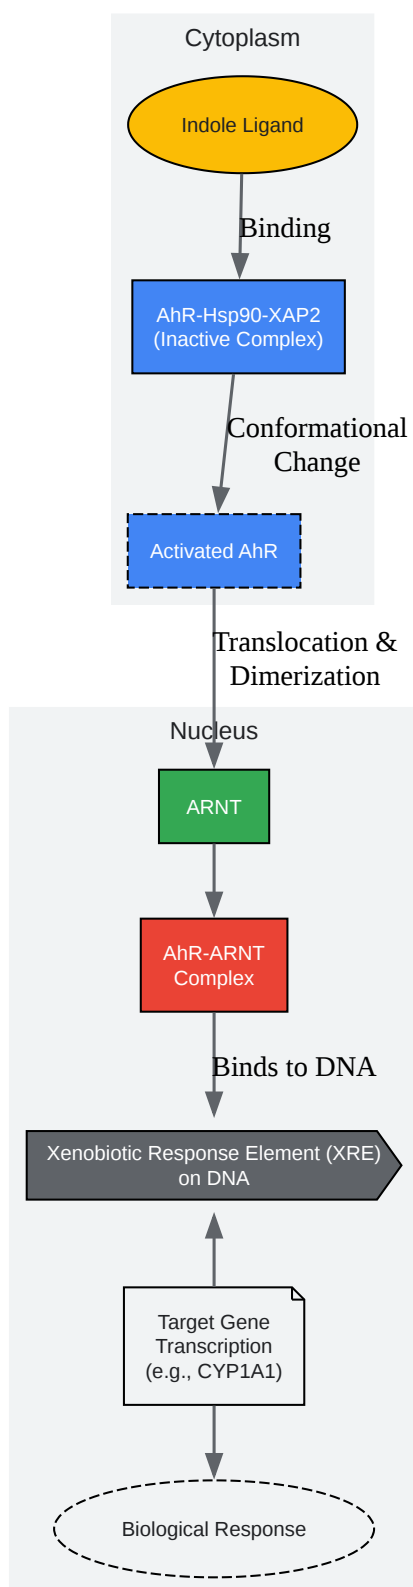 Cytoplasm
Indole Ligand
Binding
AhR-Hsp90-XAP2
(Inactive Complex)
Conformational
Change
Activated AhR
Translocation &
Dimerization
Nucleus
ARNT
AhR-ARNT
Complex
Binds to DNA
Xenobiotic Response Element (XRE)
on DNA
Target Gene
Transcription
(e.g., CYP1A1)
Biological Response